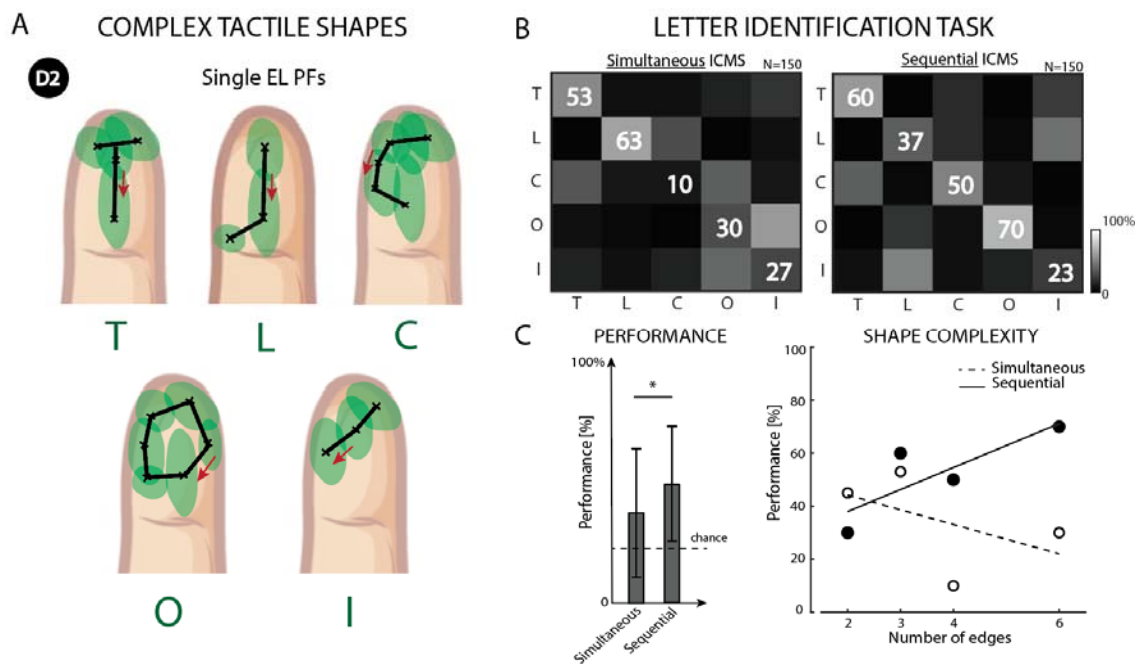 A
COMPLEX TACTILE SHAPES
D2
Single EL PFs
T
L
C
O
I
B
LETTER IDENTIFICATION TASK
Simultaneous ICMS
N=150
T
L
C
O
I
53
63
10
30
27
T
L
C
O
I
Sequential ICMS
N=150
60
37
50
70
23
T
L
C
O
I
100%
0
C
PERFORMANCE
100%
Performance [%]
*
chance
0
Simultaneous
Sequential
SHAPE COMPLEXITY
Simultaneous
Sequential
Performance [%]
100
80
60
40
20
0
2
3
4
6
Number of edges
T
L
C
O
I